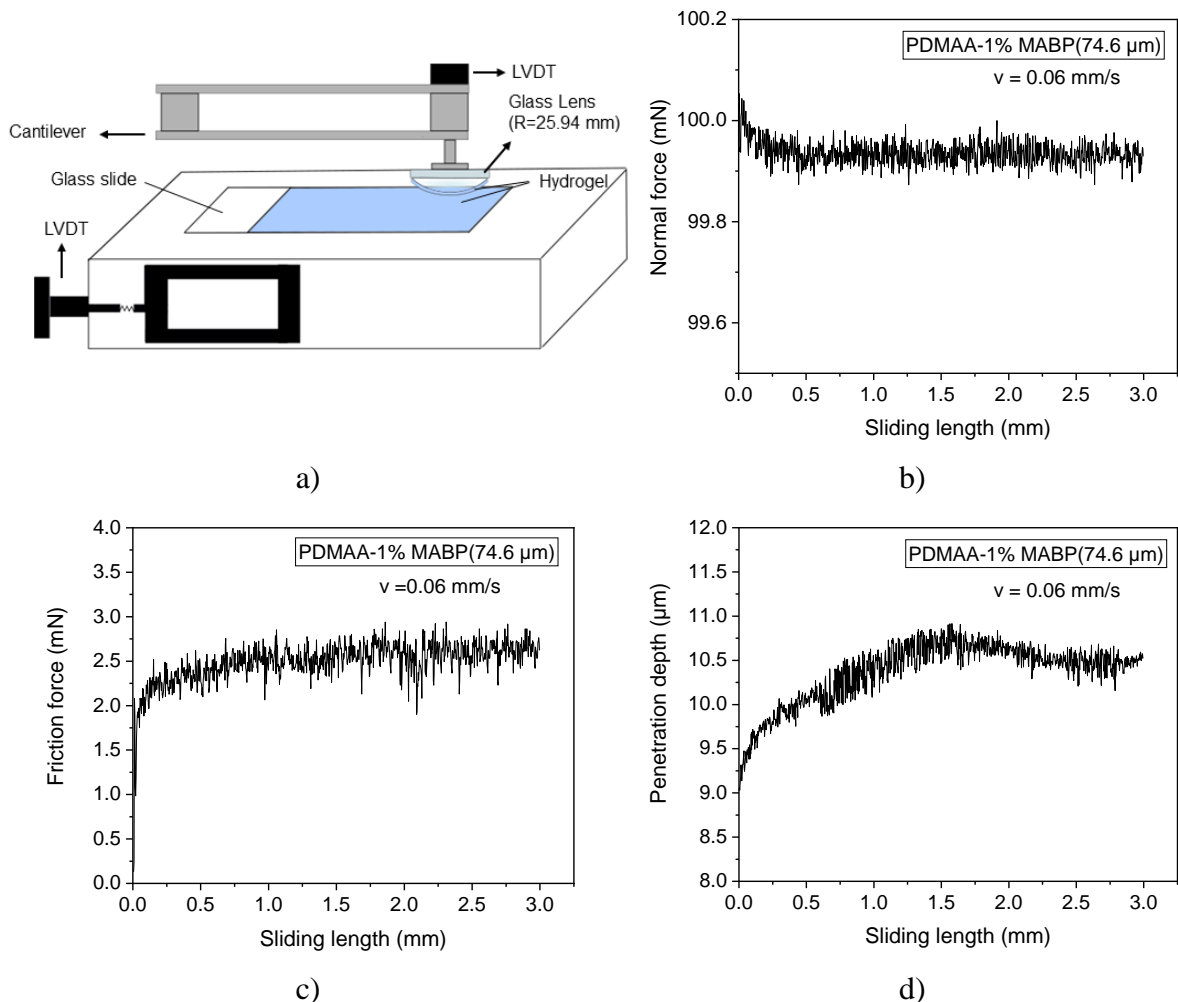 LVDT
Glass Lens
(R=25.94 mm)
Cantilever
Glass slide
Hydrogel
LVDT
a)
100.2
100.0
99.8
99.6
Normal force (mN)
PDMAA-1% MABP(74.6 µm)
v = 0.06 mm/s
0.0 0.5 1.0 1.5 2.0 2.5 3.0
Sliding length (mm)
b)
4.0
3.5
3.0
2.5
2.0
1.5
1.0
0.5
0.0
Friction force (mN)
PDMAA-1% MABP(74.6 µm)
v =0.06 mm/s
0.0 0.5 1.0 1.5 2.0 2.5 3.0
Sliding length (mm)
c)
12.0
11.5
11.0
10.5
10.0
9.5
9.0
8.5
8.0
Penetration depth (µm)
PDMAA-1% MABP(74.6 µm)
v = 0.06 mm/s
0.0 0.5 1.0 1.5 2.0 2.5 3.0
Sliding length (mm)
d)